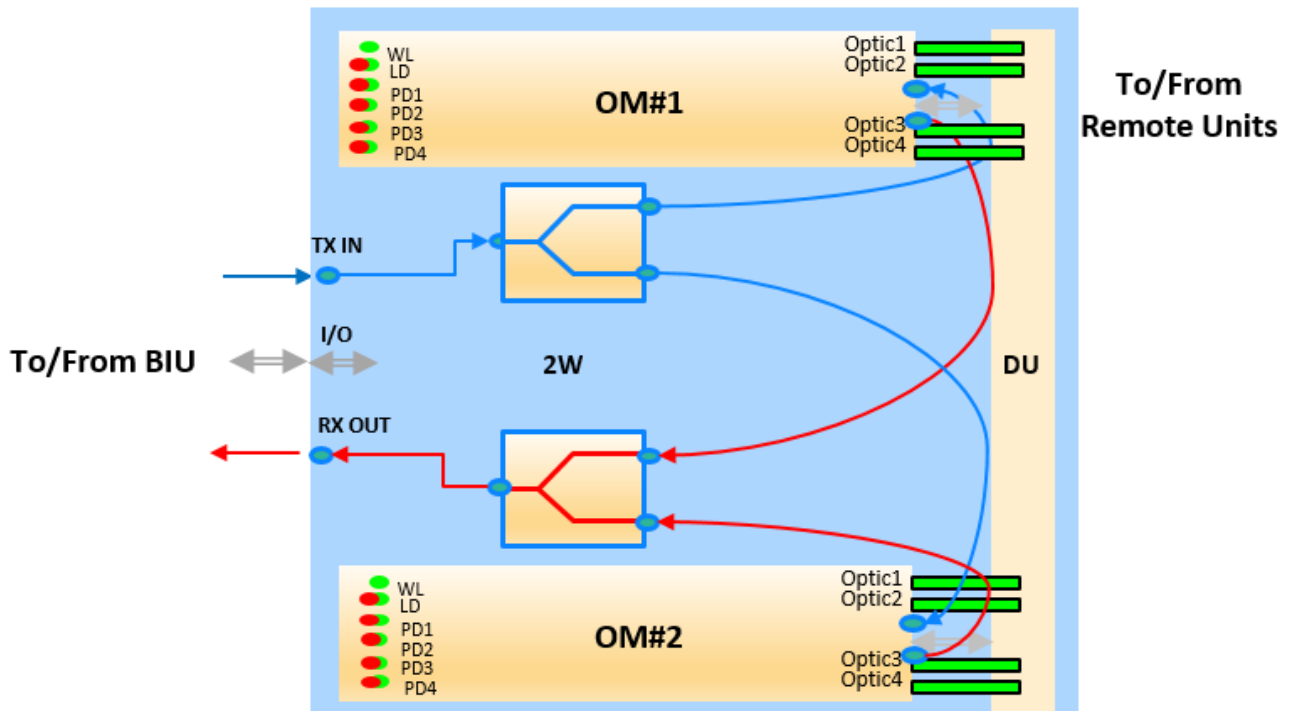 WL
LD
PD1
PD2
PD3
PD4
OM#1
Optic1
Optic2
Optic3
Optic4
To/From
Remote Units
TX IN
I/O
To/From BIU
2W
DU
RX OUT
WL
LD
PD1
PD2
PD3
PD4
OM#2
Optic1
Optic2
Optic3
Optic4